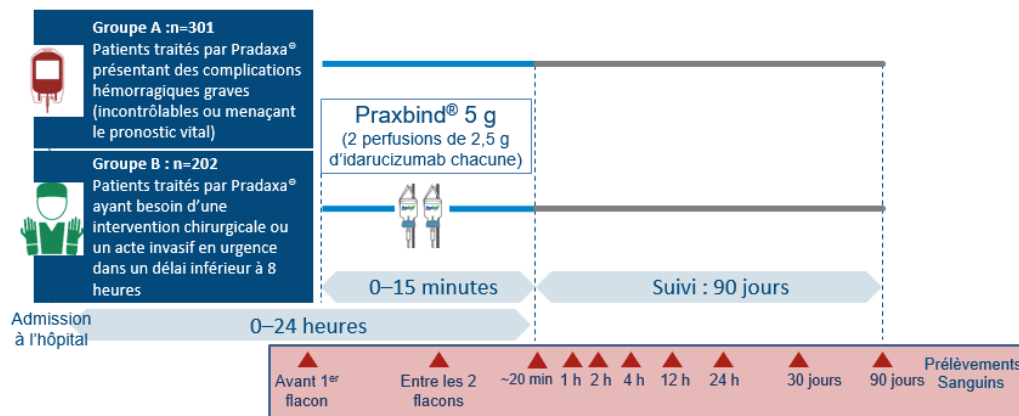 Groupe A :n=301
Patients traités par Pradaxa®
présentant des complications
hémorragiques graves
(incontrôlables ou menaçant
le pronostic vital)
Groupe B : n=202
Patients traités par Pradaxa®
ayant besoin d'une
intervention chirurgicale ou
un acte invasif en urgence
dans un délai inférieur à 8
heures
Praxbind® 5 g
(2 perfusions de 2,5 g
d'idarucizumab chacune)
0–15 minutes
Suivi : 90 jours
Admission
à l'hôpital
0–24 heures
Avant 1er
flacon
Entre les 2
flacons
~20 min
1 h
2 h
4 h
12 h
24 h
30 jours
90 jours
Prélèvements
Sanguins